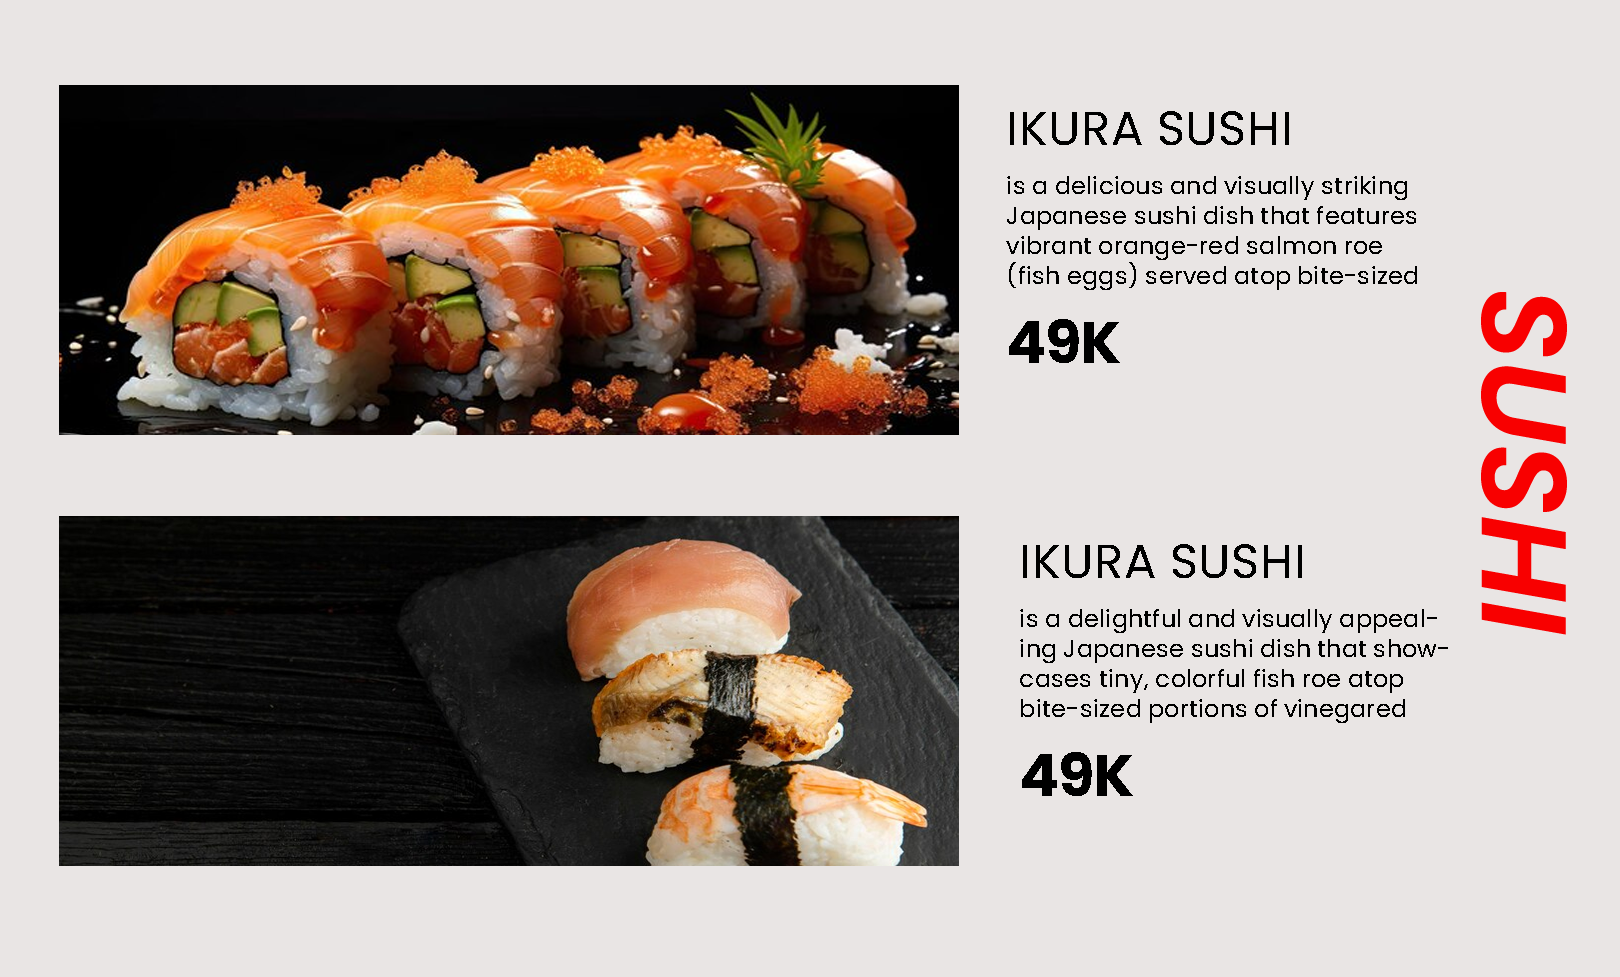 IKURA SUSHI
is a delicious and visually striking
Japanese sushi dish that features
vibrant orange-red salmon roe
(fish eggs) served atop bite-sized
49K
SUSHI
IKURA SUSHI
is a delightful and visually appeal-
ing Japanese sushi dish that show-
cases tiny, colorful fish roe atop
bite-sized portions of vinegared
49K